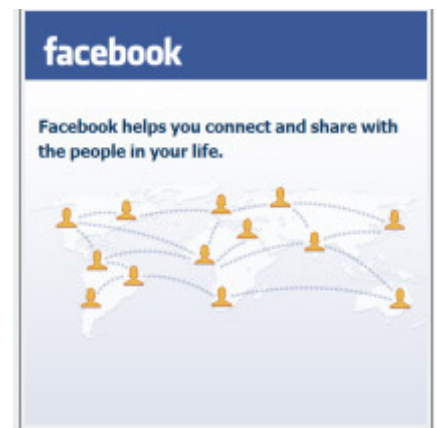 facebook
Facebook helps you connect and share with
the people in your life.